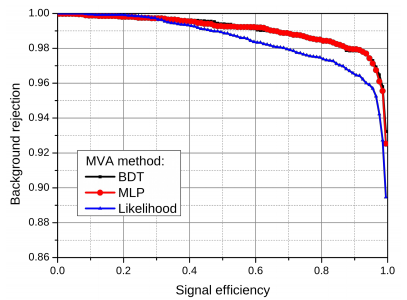 Background rejection
1.00
0.98
0.96
0.94
0.92
0.90
0.88
0.86
MVA method:
BDT
MLP
Likelihood
0.0 0.2 0.4 0.6 0.8 1.0
Signal efficiency